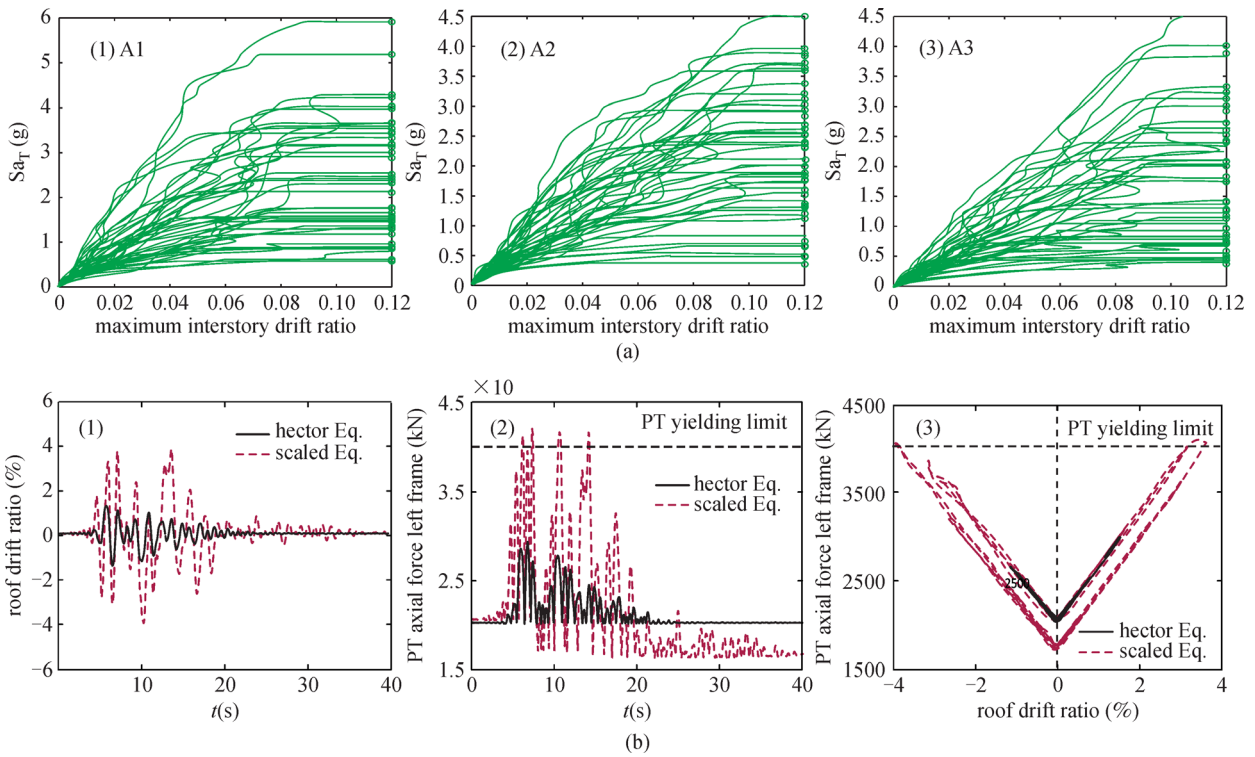 (1) A1
Sa_T (g)
6
5
4
3
2
1
0
0 0.02 0.04 0.06 0.08 0.10 0.12
maximum interstory drift ratio
(2) A2
Sa_T (g)
4.5
4.0
3.5
3.0
2.5
2.0
1.5
1.0
0.5
0
0 0.02 0.04 0.06 0.08 0.10 0.12
maximum interstory drift ratio
(3) A3
Sa_T (g)
4.5
4.0
3.5
3.0
2.5
2.0
1.5
1.0
0.5
0
0 0.02 0.04 0.06 0.08 0.10 0.12
maximum interstory drift ratio
(a)
(1)
roof drift ratio (%)
6
4
2
0
−2
−4
−6
hector Eq.
scaled Eq.
10 20 30 40
t(s)
×10
(2)
PT yielding limit
PT axial force left frame (kN)
4.5
3.5
2.5
1.5
hector Eq.
scaled Eq.
0 10 20 30 40
t(s)
(3)
PT yielding limit
PT axial force left frame (kN)
4500
3500
2500
1500
2500
hector Eq.
scaled Eq.
−4 −2 0 2 4
roof drift ratio (%)
(b)